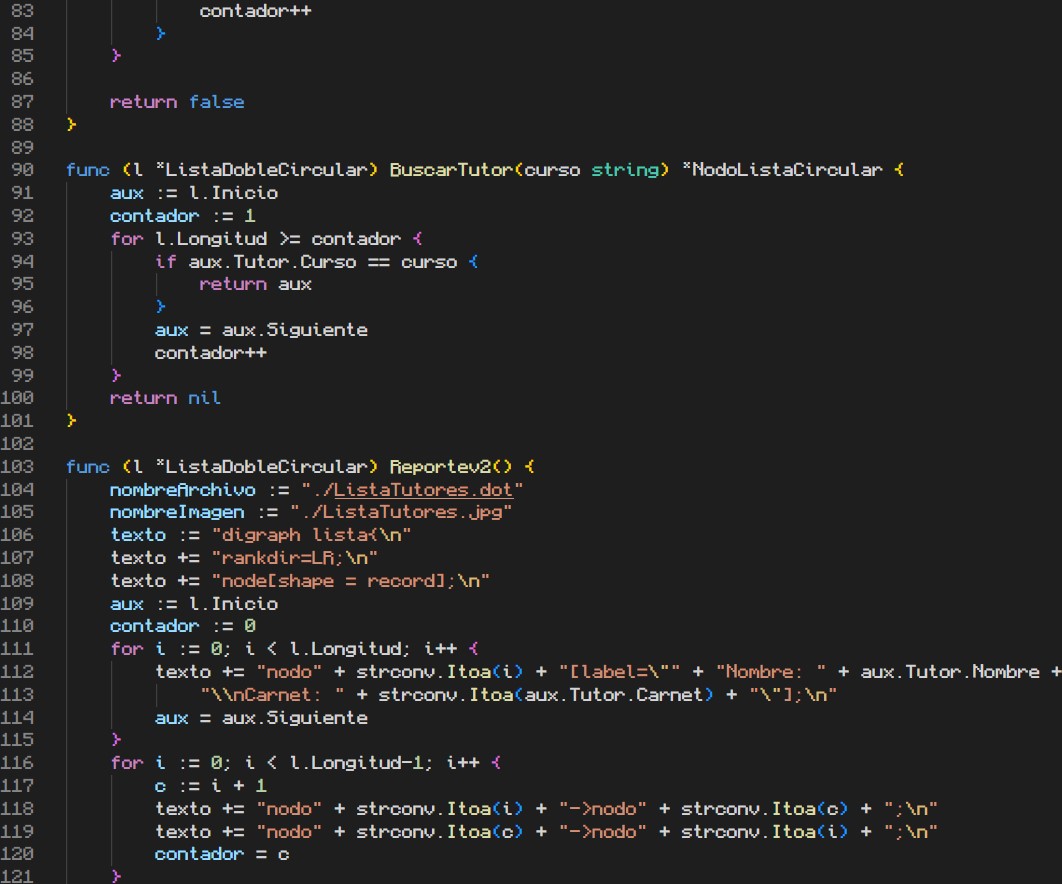 83                contador++
84            }
85        }
86
87        return false
88    }
89
90    func (l *ListaDobleCircular) BuscarTutor(curso string) *NodoListaCircular {
91        aux := l.Inicio
92        contador := 1
93        for l.Longitud >= contador {
94            if aux.Tutor.Curso == curso {
95                return aux
96            }
97            aux = aux.Siguiente
98            contador++
99        }
100        return nil
101    }
102
103    func (l *ListaDobleCircular) Reportev2() {
104        nombreArchivo := "./ListaTutores.dot"
105        nombreImagen := "./ListaTutores.jpg"
106        texto := "digraph lista{\n"
107        texto += "rankdir=LR;\n"
108        texto += "node[shape = record];\n"
109        aux := l.Inicio
110        contador := 0
111        for i := 0; i < l.Longitud; i++ {
112            texto += "nodo" + strconv.Itoa(i) + "[label=\"" + "Nombre: " + aux.Tutor.Nombre +
113                "\\nCarnet: " + strconv.Itoa(aux.Tutor.Carnet) + "\"];\n"
114            aux = aux.Siguiente
115        }
116        for i := 0; i < l.Longitud-1; i++ {
117            c := i + 1
118            texto += "nodo" + strconv.Itoa(i) + "->nodo" + strconv.Itoa(c) + ";\n"
119            texto += "nodo" + strconv.Itoa(c) + "->nodo" + strconv.Itoa(i) + ";\n"
120            contador = c
121        }